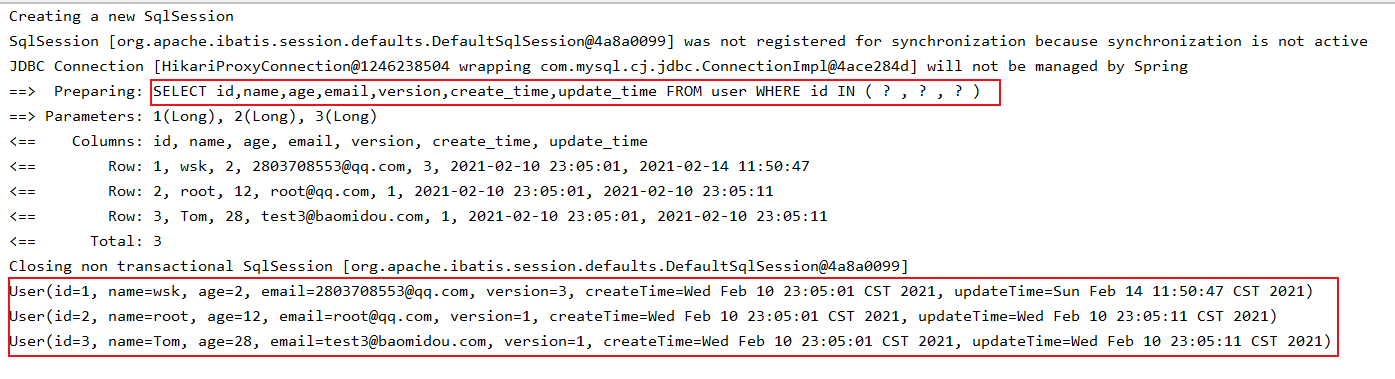 Creating a new SqlSession
SqlSession [org.apache.ibatis.session.defaults.DefaultSqlSession@4a8a0099] was not registered for synchronization because synchronization is not active
JDBC Connection [HikariProxyConnection@1246238504 wrapping com.mysql.cj.jdbc.ConnectionImpl@4ace284d] will not be managed by Spring
==>  Preparing: SELECT id,name,age,email,version,create_time,update_time FROM user WHERE id IN ( ? , ? , ? )
==> Parameters: 1(Long), 2(Long), 3(Long)
<==    Columns: id, name, age, email, version, create_time, update_time
<==        Row: 1, wsk, 2, 2803708553@qq.com, 3, 2021-02-10 23:05:01, 2021-02-14 11:50:47
<==        Row: 2, root, 12, root@qq.com, 1, 2021-02-10 23:05:01, 2021-02-10 23:05:11
<==        Row: 3, Tom, 28, test3@baomidou.com, 1, 2021-02-10 23:05:01, 2021-02-10 23:05:11
<==      Total: 3
Closing non transactional SqlSession [org.apache.ibatis.session.defaults.DefaultSqlSession@4a8a0099]
User(id=1, name=wsk, age=2, email=2803708553@qq.com, version=3, createTime=Wed Feb 10 23:05:01 CST 2021, updateTime=Sun Feb 14 11:50:47 CST 2021)
User(id=2, name=root, age=12, email=root@qq.com, version=1, createTime=Wed Feb 10 23:05:01 CST 2021, updateTime=Wed Feb 10 23:05:11 CST 2021)
User(id=3, name=Tom, age=28, email=test3@baomidou.com, version=1, createTime=Wed Feb 10 23:05:01 CST 2021, updateTime=Wed Feb 10 23:05:11 CST 2021)